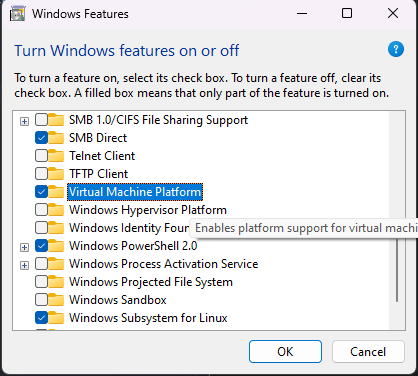 Windows Features
Turn Windows features on or off
?
To turn a feature on, select its check box. To turn a feature off, clear its
check box. A filled box means that only part of the feature is turned on.
SMB 1.0/CIFS File Sharing Support
SMB Direct
Telnet Client
TFTP Client
Virtual Machine Platform
Windows Hypervisor Platform
Windows Identity Foun
Enables platform support for virtual machi
Windows PowerShell 2.0
Windows Process Activation Service
Windows Projected File System
Windows Sandbox
Windows Subsystem for Linux
OK
Cancel